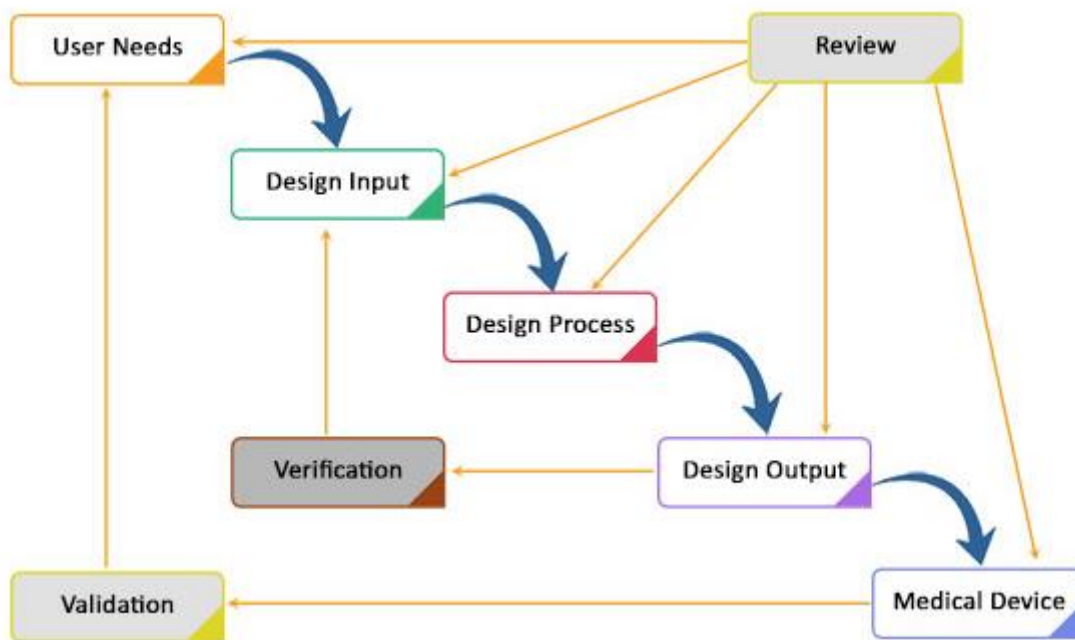 User Needs
Review
Design Input
Design Process
Verification
Design Output
Validation
Medical Device